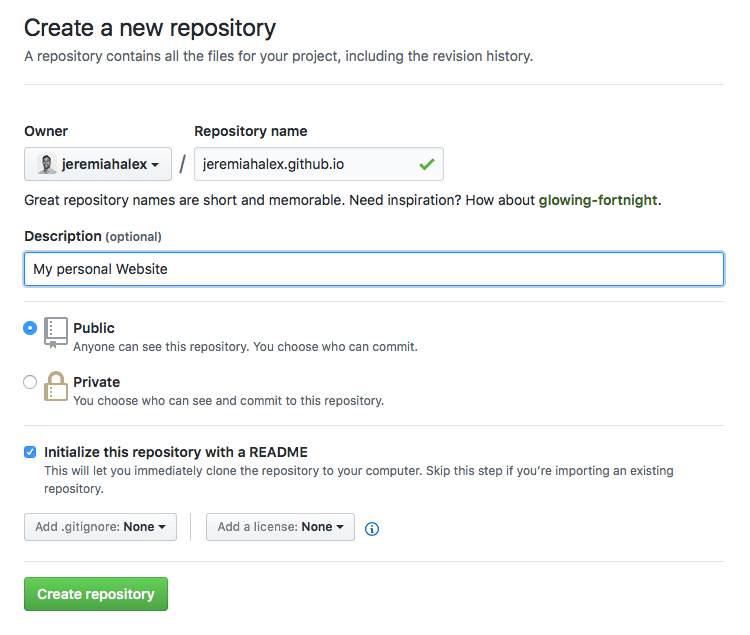 Create a new repository
A repository contains all the files for your project, including the revision history.
Owner
Repository name
jeremiahalex
/
jeremiahalex.github.io
Great repository names are short and memorable. Need inspiration? How about glowing-fortnight.
Description (optional)
My personal Website
Public
Anyone can see this repository. You choose who can commit.
Private
You choose who can see and commit to this repository.
Initialize this repository with a README
This will let you immediately clone the repository to your computer. Skip this step if you’re importing an existing
repository.
Add .gitignore: None
Add a license: None
Create repository